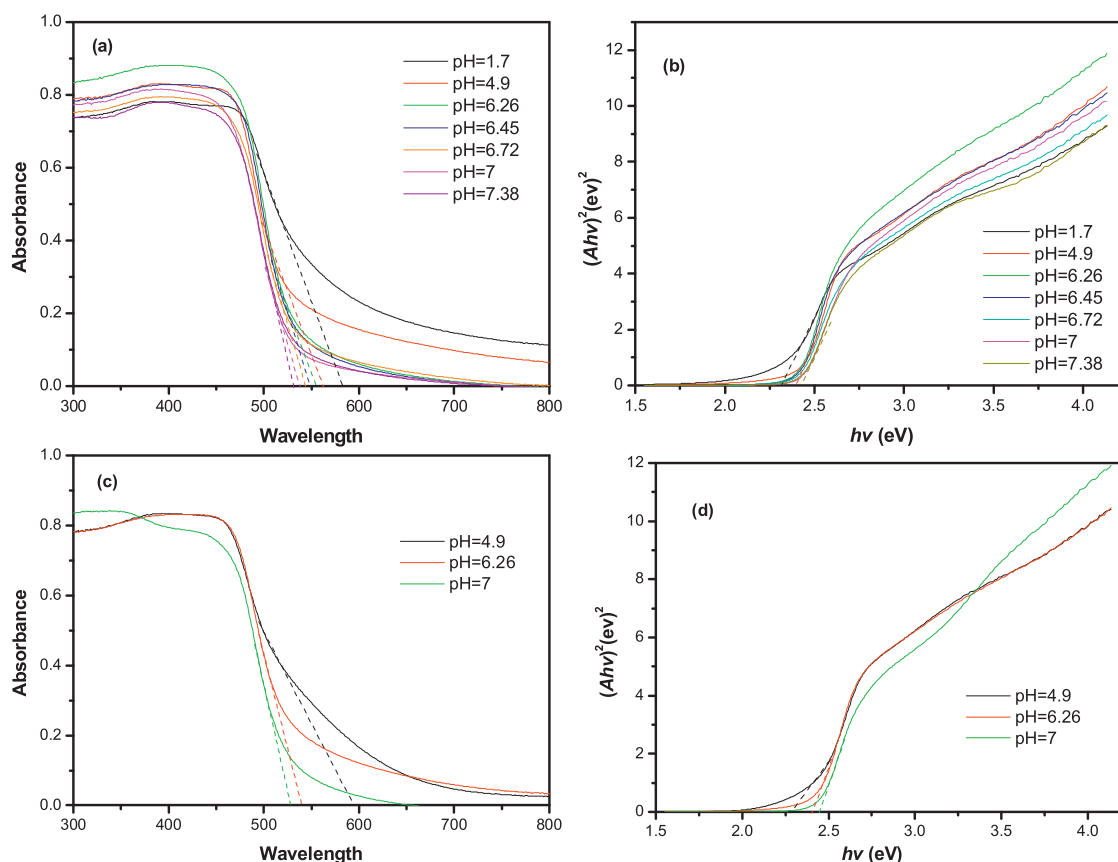 (a)
pH=1.7
pH=4.9
pH=6.26
pH=6.45
pH=6.72
pH=7
pH=7.38
Absorbance
1.0
0.8
0.6
0.4
0.2
0.0
300 400 500 600 700 800
Wavelength
(b)
(Ahν)²(ev)²
12
10
8
6
4
2
0
pH=1.7
pH=4.9
pH=6.26
pH=6.45
pH=6.72
pH=7
pH=7.38
1.5 2.0 2.5 3.0 3.5 4.0
hν (eV)
(c)
pH=4.9
pH=6.26
pH=7
Absorbance
1.0
0.8
0.6
0.4
0.2
0.0
300 400 500 600 700 800
Wavelength
(d)
(Ahν)²(ev)²
12
10
8
6
4
2
0
pH=4.9
pH=6.26
pH=7
1.5 2.0 2.5 3.0 3.5 4.0
hν (eV)